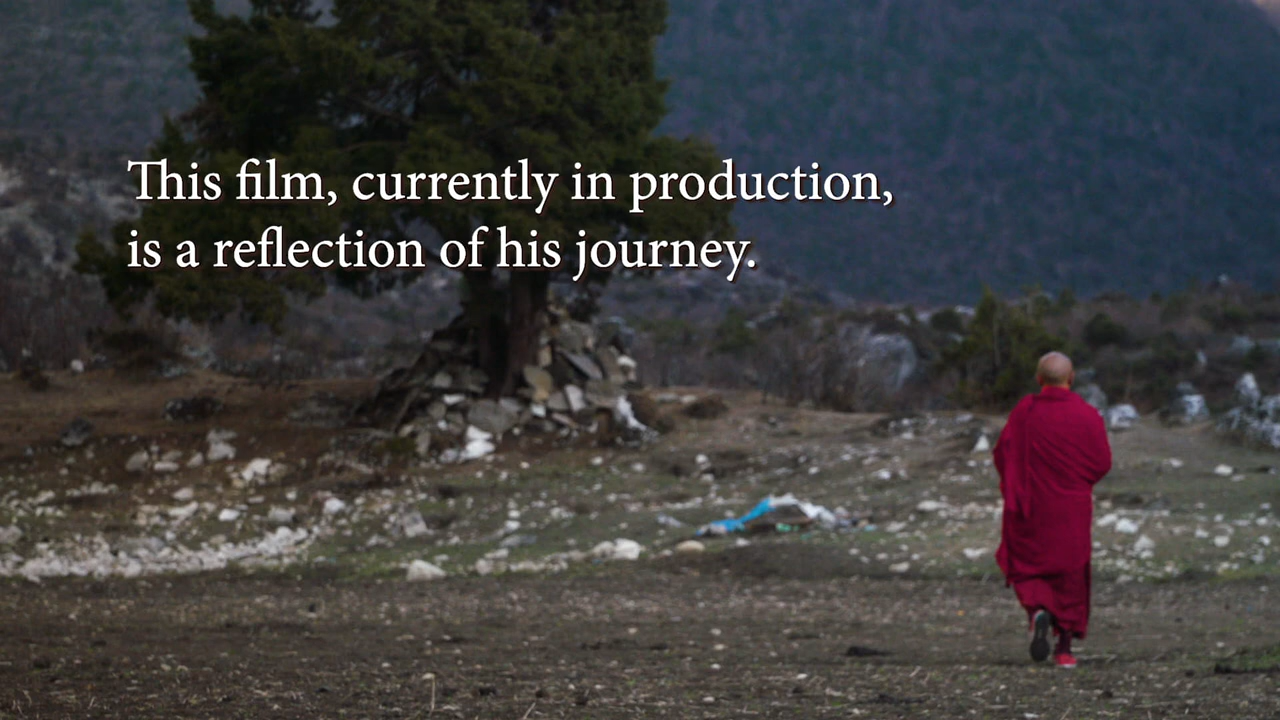 This film, currently in production,
is a reflection of his journey.